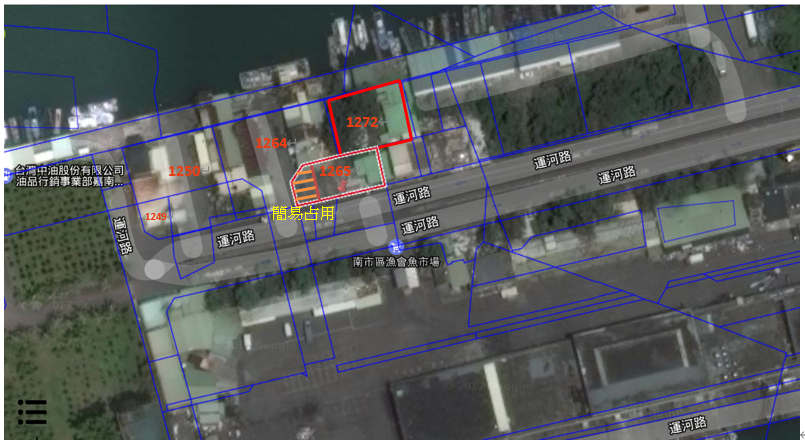 1272
1264
1265
1250
台灣中油股份有限公司
油品行銷事業部嘉南...
1249
簡易占用
運河路
運河路
運河路
運河路
運河路
運河路
南市區漁會魚市場
運河路